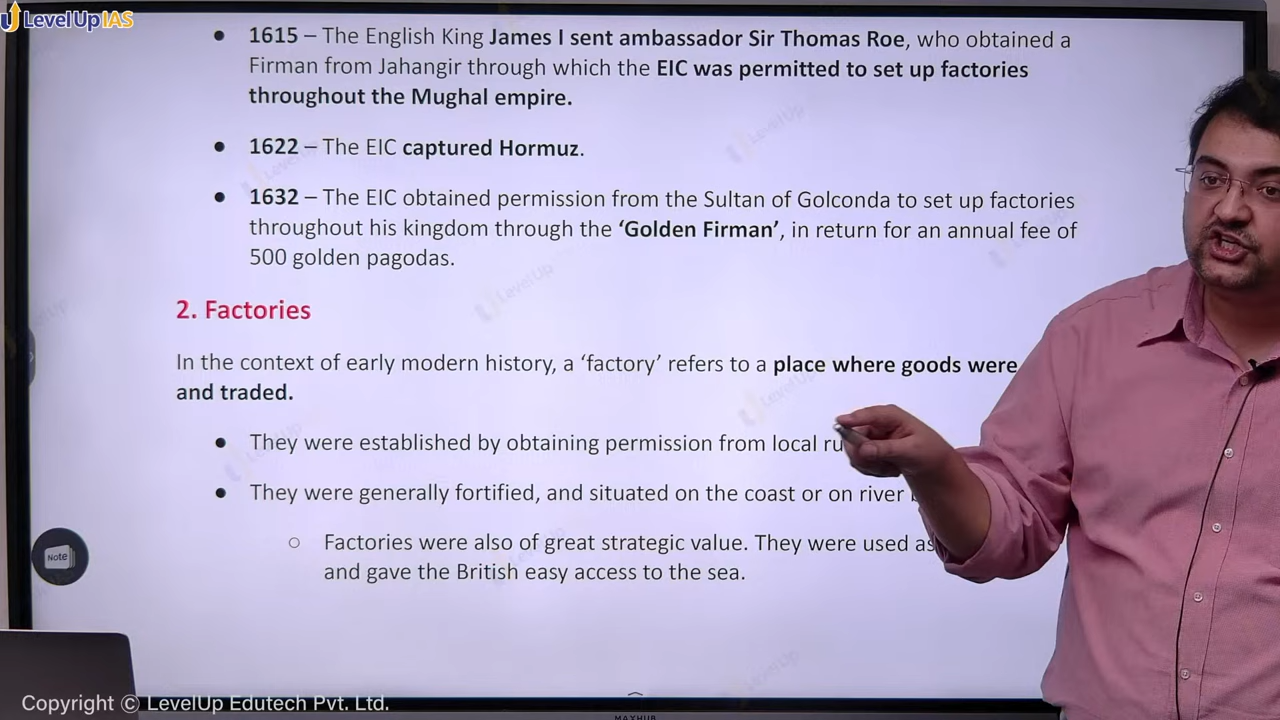 LevelUp IAS
● 1615 – The English King James I sent ambassador Sir Thomas Roe, who obtained a
Firman from Jahangir through which the EIC was permitted to set up factories
throughout the Mughal empire.
● 1622 – The EIC captured Hormuz.
● 1632 – The EIC obtained permission from the Sultan of Golconda to set up factories
throughout his kingdom through the ‘Golden Firman’, in return for an annual fee of
500 golden pagodas.
2. Factories
In the context of early modern history, a ‘factory’ refers to a place where goods were
and traded.
● They were established by obtaining permission from local
● They were generally fortified, and situated on the coast or on river
○ Factories were also of great strategic value. They were used as
and gave the British easy access to the sea.
Note
Copyright © LevelUp Edutech Pvt. Ltd.
MAXHUB